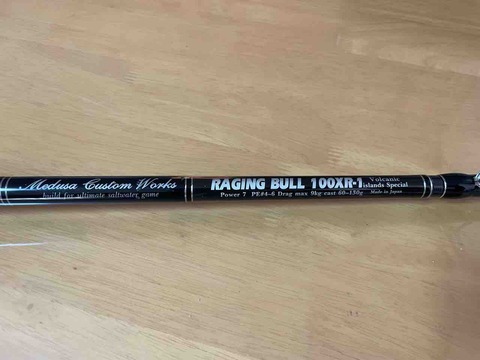 Medusa Custom Works
build for ultimate saltwater game
RAGING BULL 100XR-1
Volcanic
islands Special
Power 7 PE#4-6 Drag max 9kg cast 60-150g
Made in Japan